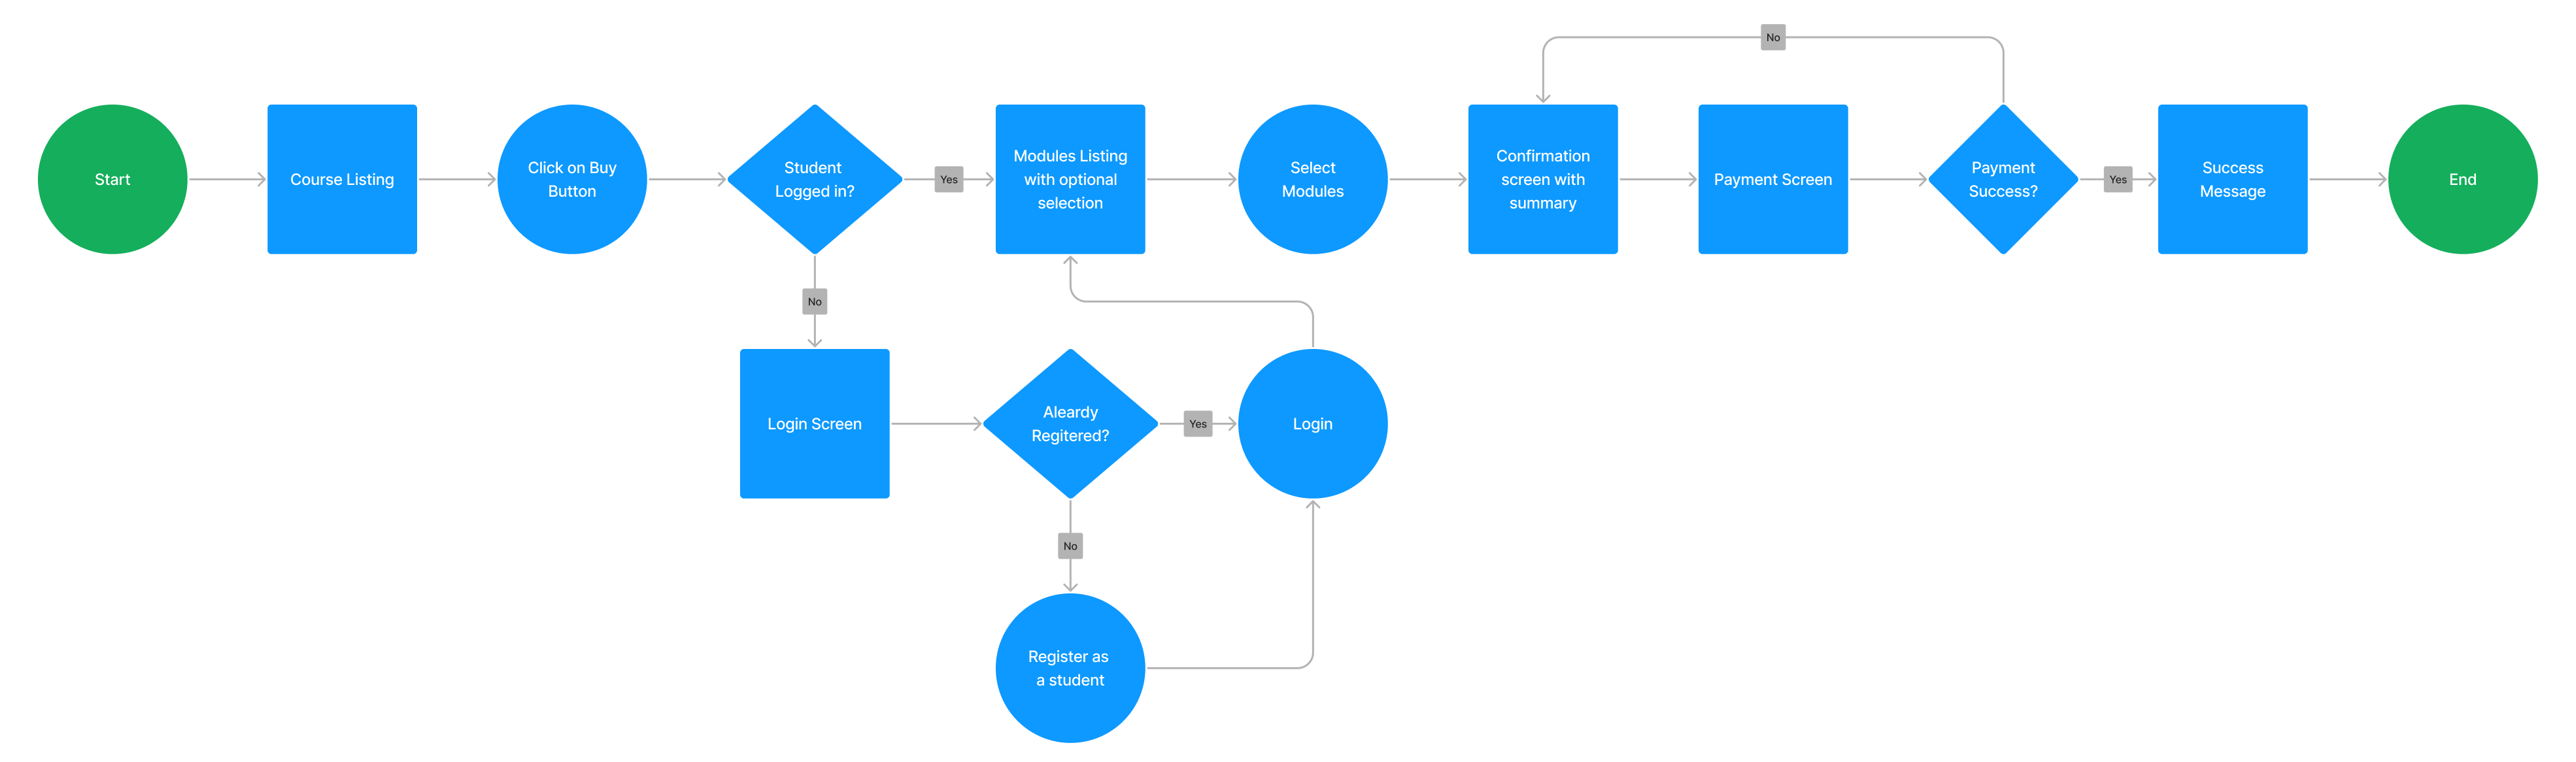 No
Start
Course Listing
Click on Buy
Button
Student
Logged in?
Yes
Modules Listing
with optional
selection
Select
Modules
Confirmation
screen with
summary
Payment Screen
Payment
Success?
Yes
Success
Message
End
No
Login Screen
Aleardy
Regitered?
Yes
Login
No
Register as
a student